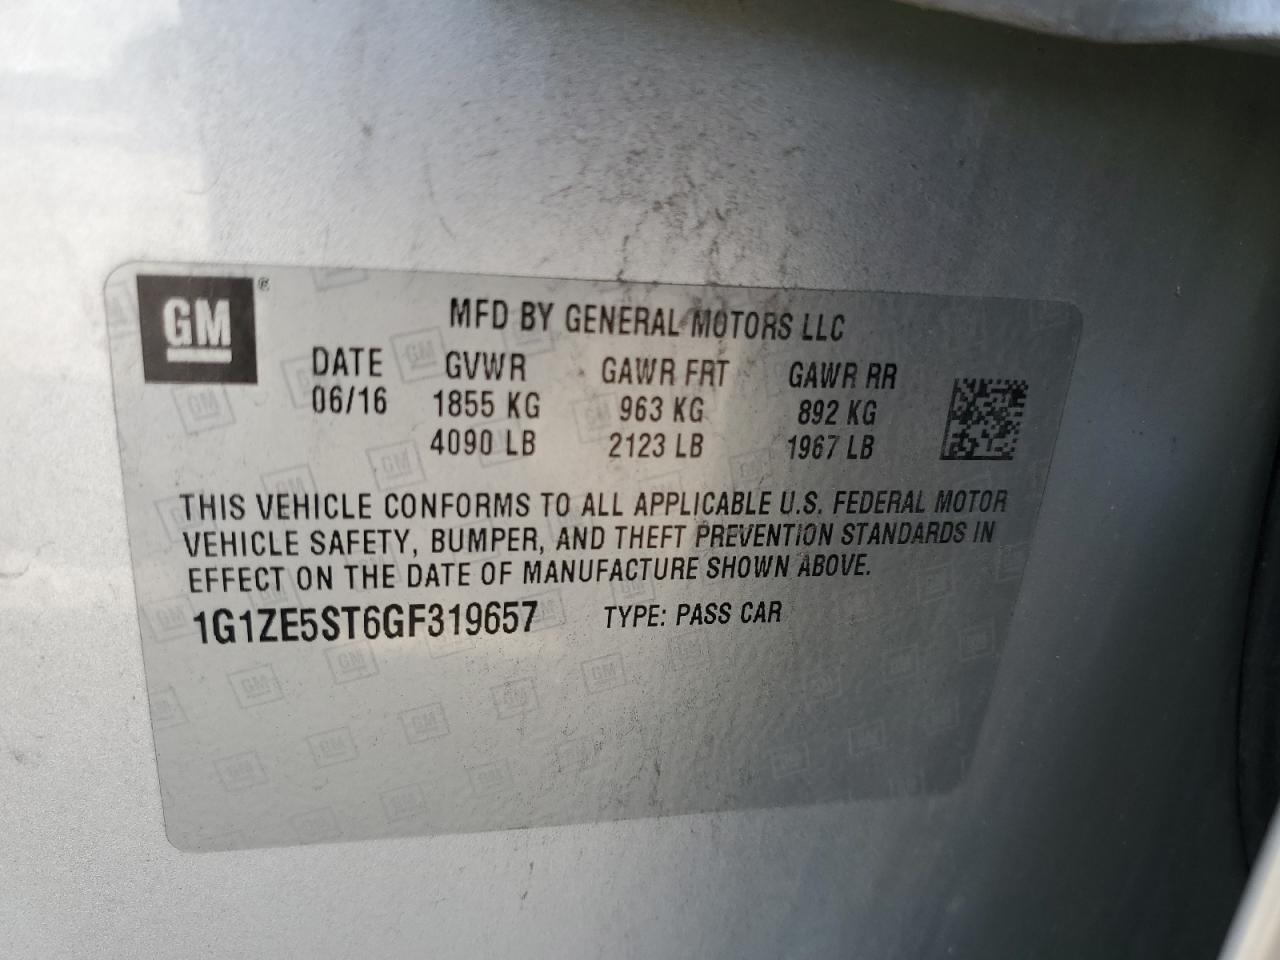 GM
MFD BY GENERAL MOTORS LLC
DATE GVWR GAWR FRT GAWR RR
06/16 1855 KG 963 KG 892 KG
4090 LB 2123 LB 1967 LB
THIS VEHICLE CONFORMS TO ALL APPLICABLE U.S. FEDERAL MOTOR
VEHICLE SAFETY, BUMPER, AND THEFT PREVENTION STANDARDS IN
EFFECT ON THE DATE OF MANUFACTURE SHOWN ABOVE.
1G1ZE5ST6GF319657 TYPE: PASS CAR